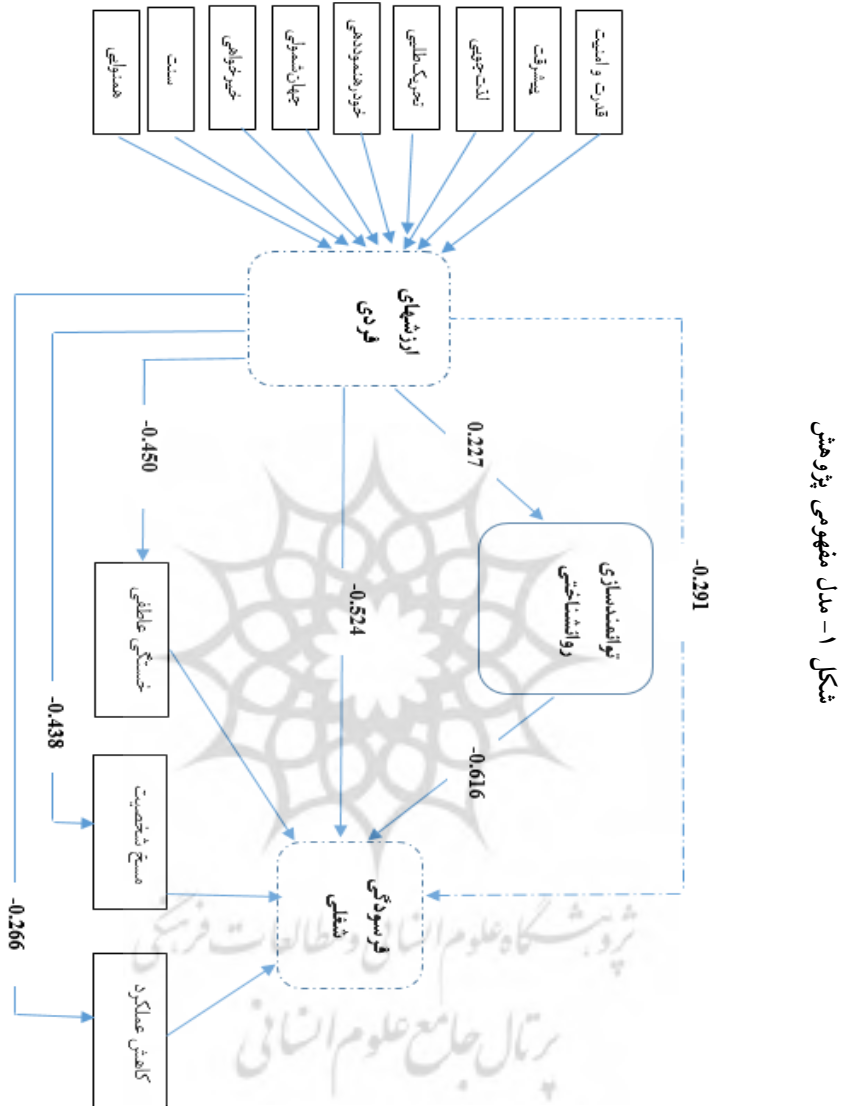 قدرت و امنیت
پیشرفت
لذت‌جویی
تحریک‌طلبی
خودرهنموددهی
جهان‌شمولی
خیرخواهی
سنت
همنوایی
ارزشهای
فردی
-0.291
0.227
توانمندسازی
روانشناختی
-0.616
-0.524
-0.450
-0.438
-0.266
خستگی عاطفی
مسخ شخصیت
کاهش عملکرد
فرسودگی
شغلی
پژوهشگاه علوم انسانی و مطالعات فرهنگی
پرتال جامع علوم انسانی
شکل ۱- مدل مفهومی پژوهش